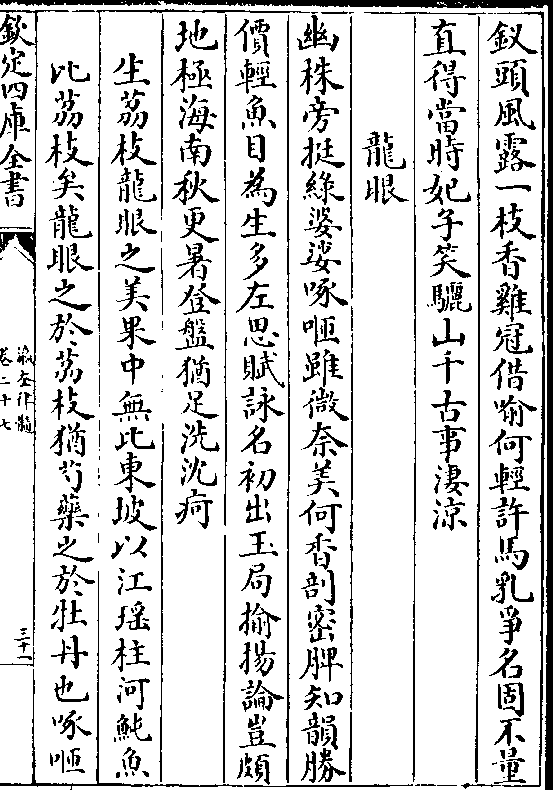 釵頭風露一枝香雞冠借喻何輕許馬乳爭名固不量
直得當時妃子笑驪山千古事淒涼
龍眼
幽株旁挺綠婆娑啄咂雖微奈美何香剖密脾知韻勝
價輕魚目為生多左思賦詠名初出玉局揄揚論豈頗
地極海南秋更暑登盤猶足洗沈疴
生荔枝龍眼之美果中無比東坡以江瑶柱河魨魚
比荔枝矣龍眼之於荔枝猶芍藥之於牡丹也啄咂
欽定四庫全書
瀛奎律髓
卷二十七
三十一